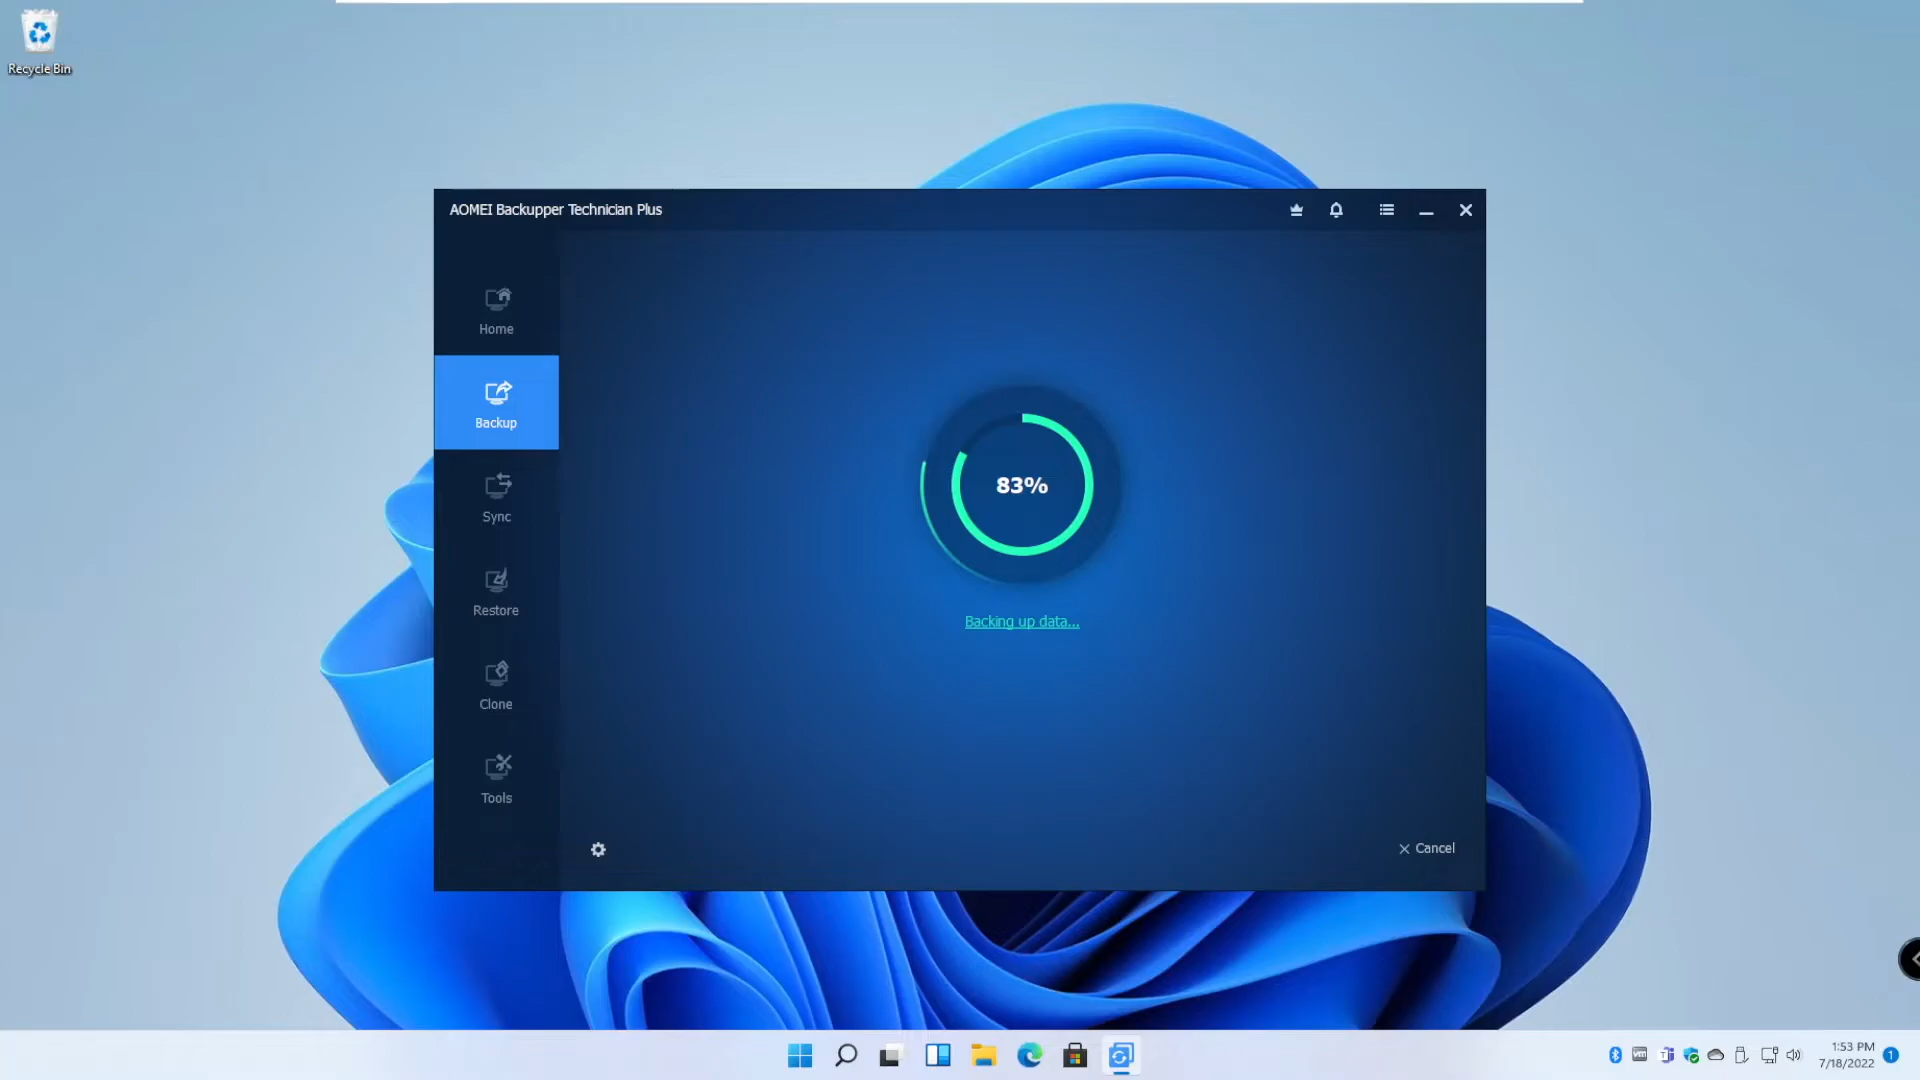 Recycle Bin
AOMEI Backupper Technician Plus
Home
Backup
Sync
Restore
Clone
Tools
83%
Backing up data...
Cancel
1:53 PM
7/18/2022
1